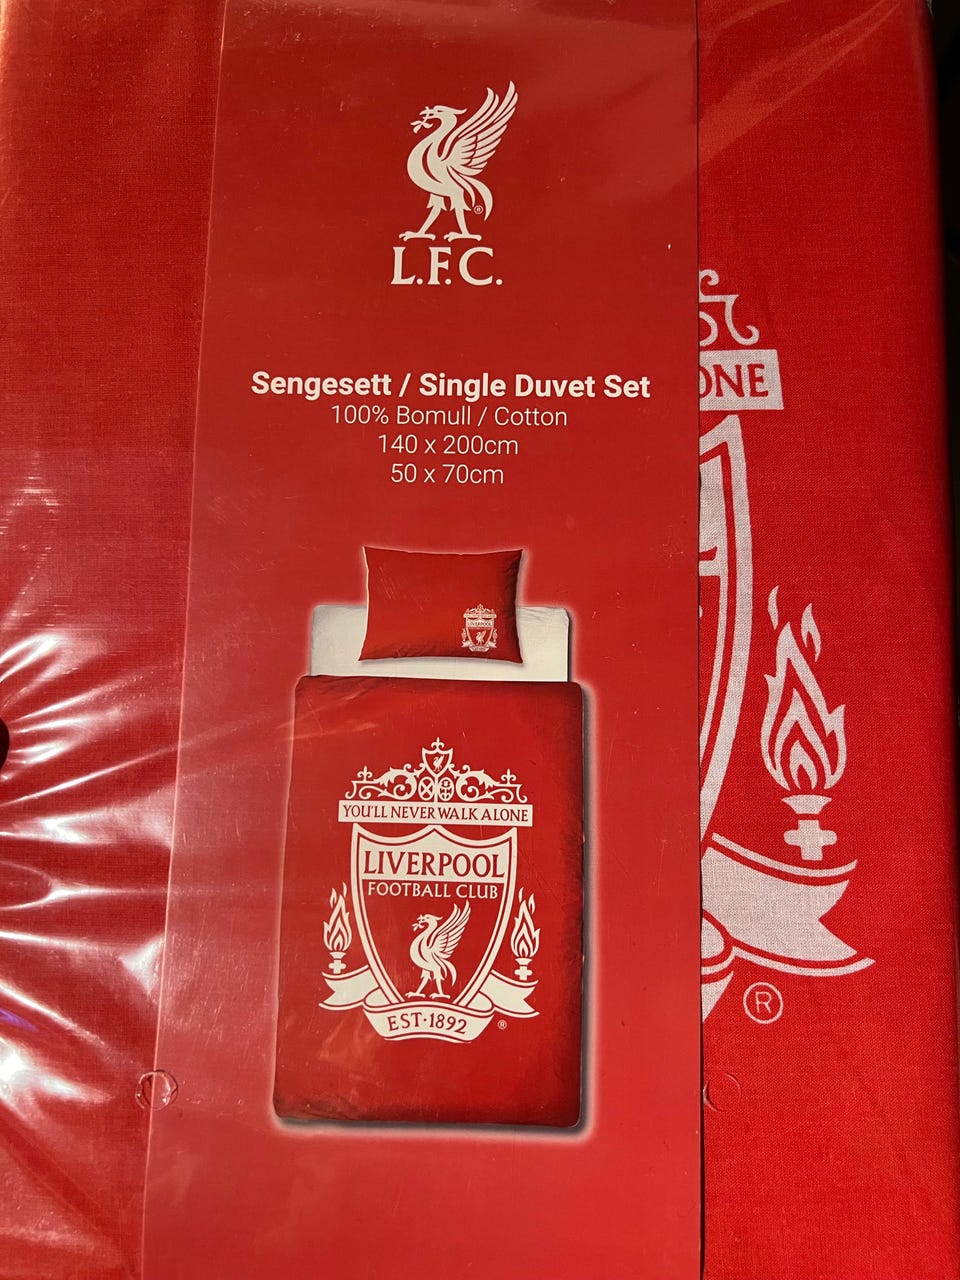 ®
L.F.C.
Sengesett / Single Duvet Set
100% Bomull / Cotton
140 x 200cm
50 x 70cm
LIVERPOOL
YOU'LL NEVER WALK ALONE
LIVERPOOL
FOOTBALL CLUB
EST·1892
®
ONE
®